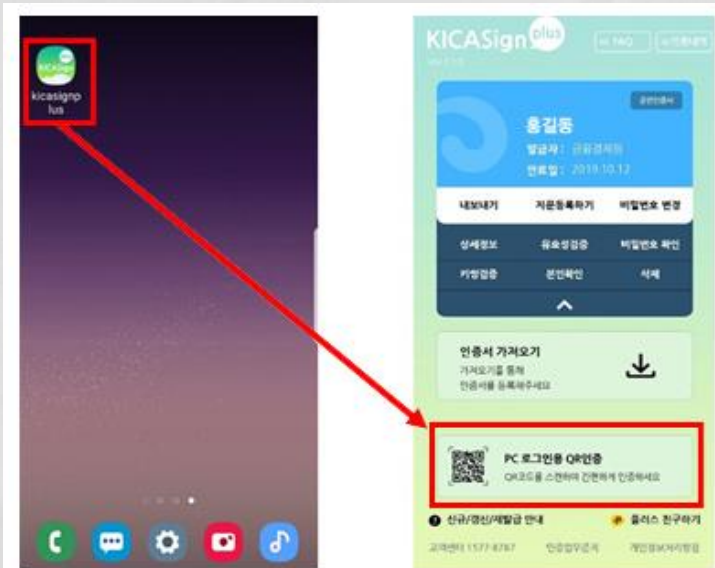 KICASign
kicasignp
lus
KICASign plus
홍길동
발급자 : 금융결제원
만료일 : 2019.10.12
내보내기 지문등록하기 비밀번호 변경
상세정보 유효성검증 비밀번호 확인
키쌍검증 본인확인 삭제
인증서 가져오기
가져오기를 통해
인증서를 등록해주세요
PC 로그인용 QR인증
QR코드를 스캔하여 간편하게 인증하세요
신규/갱신/재발급 안내 플러스 친구하기
고객센터 1577-8787 인증업무준칙 개인정보처리방침